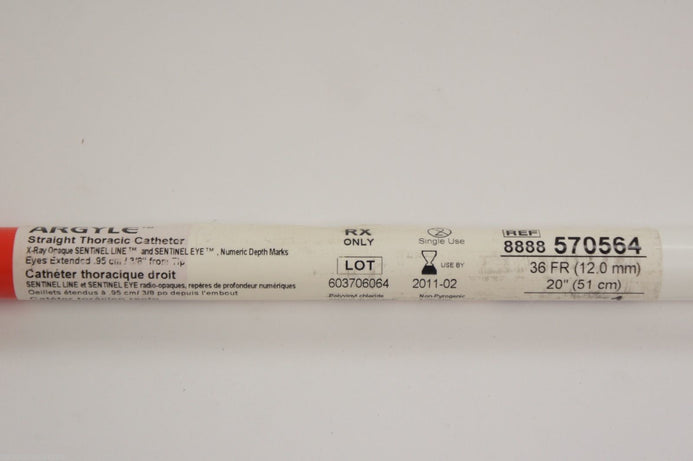 ARGYLE™
Straight Thoracic Catheter
X-Ray Opaque SENTINEL LINE™ and SENTINEL EYE™, Numeric Depth Marks
Eyes Extended .95 cm / 3/8" from Tip
Cathéter thoracique droit
SENTINEL LINE et SENTINEL EYE radio-opaques, repères de profondeur numériques
Oeillets étendus à .95 cm/ 3/8 po depuis l'embout
RX
ONLY
LOT
603706064
Polyvinyl chloride
Single Use
USE BY
2011-02
Non-Pyrogenic
REF
8888 570564
36 FR (12.0 mm)
20" (51 cm)